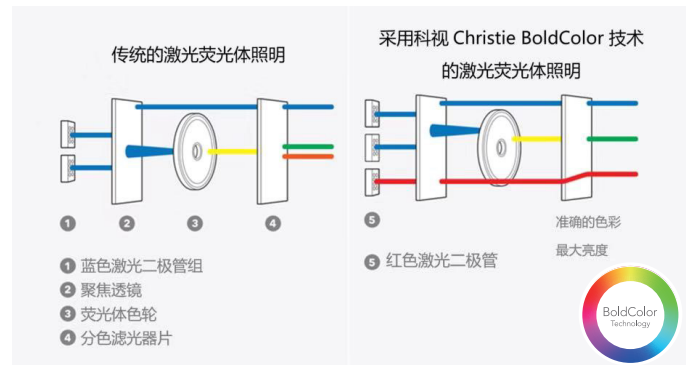 传统的激光荧光体照明
1 2 3 4
1 蓝色激光二极管组
2 聚焦透镜
3 荧光体色轮
4 分色滤光器片
采用科视 Christie BoldColor 技术
的激光荧光体照明
5
准确的色彩
最大亮度
5 红色激光二极管
BoldColor
Technology